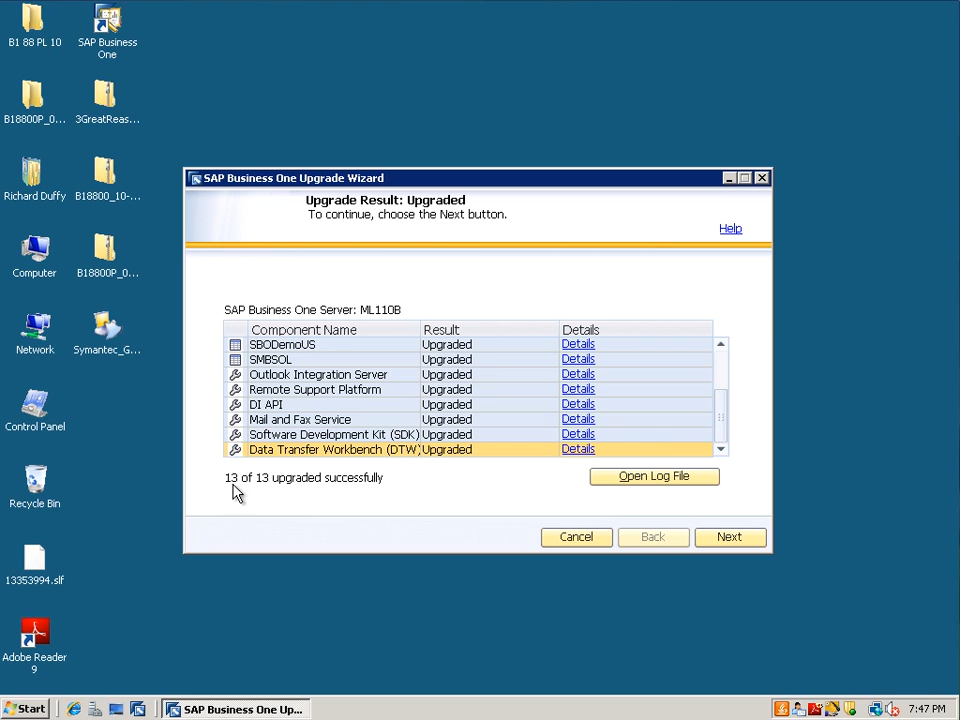 B1 88 PL 10
SAP Business
One
B18800P_0...
3GreatReas...
Richard Duffy
B18800_10-...
Computer
B18800P_0...
Network
Symantec_G...
Control Panel
Recycle Bin
13353994.slf
Adobe Reader
9
SAP Business One Upgrade Wizard
Upgrade Result: Upgraded
To continue, choose the Next button.
Help
SAP Business One Server: ML110B
Component Name Result Details
SBODemoUS Upgraded Details
SMBSOL Upgraded Details
Outlook Integration Server Upgraded Details
Remote Support Platform Upgraded Details
DI API Upgraded Details
Mail and Fax Service Upgraded Details
Software Development Kit (SDK) Upgraded Details
Data Transfer Workbench (DTW) Upgraded Details
13 of 13 upgraded successfully
Open Log File
Cancel Back Next
Start SAP Business One Up... 7:47 PM